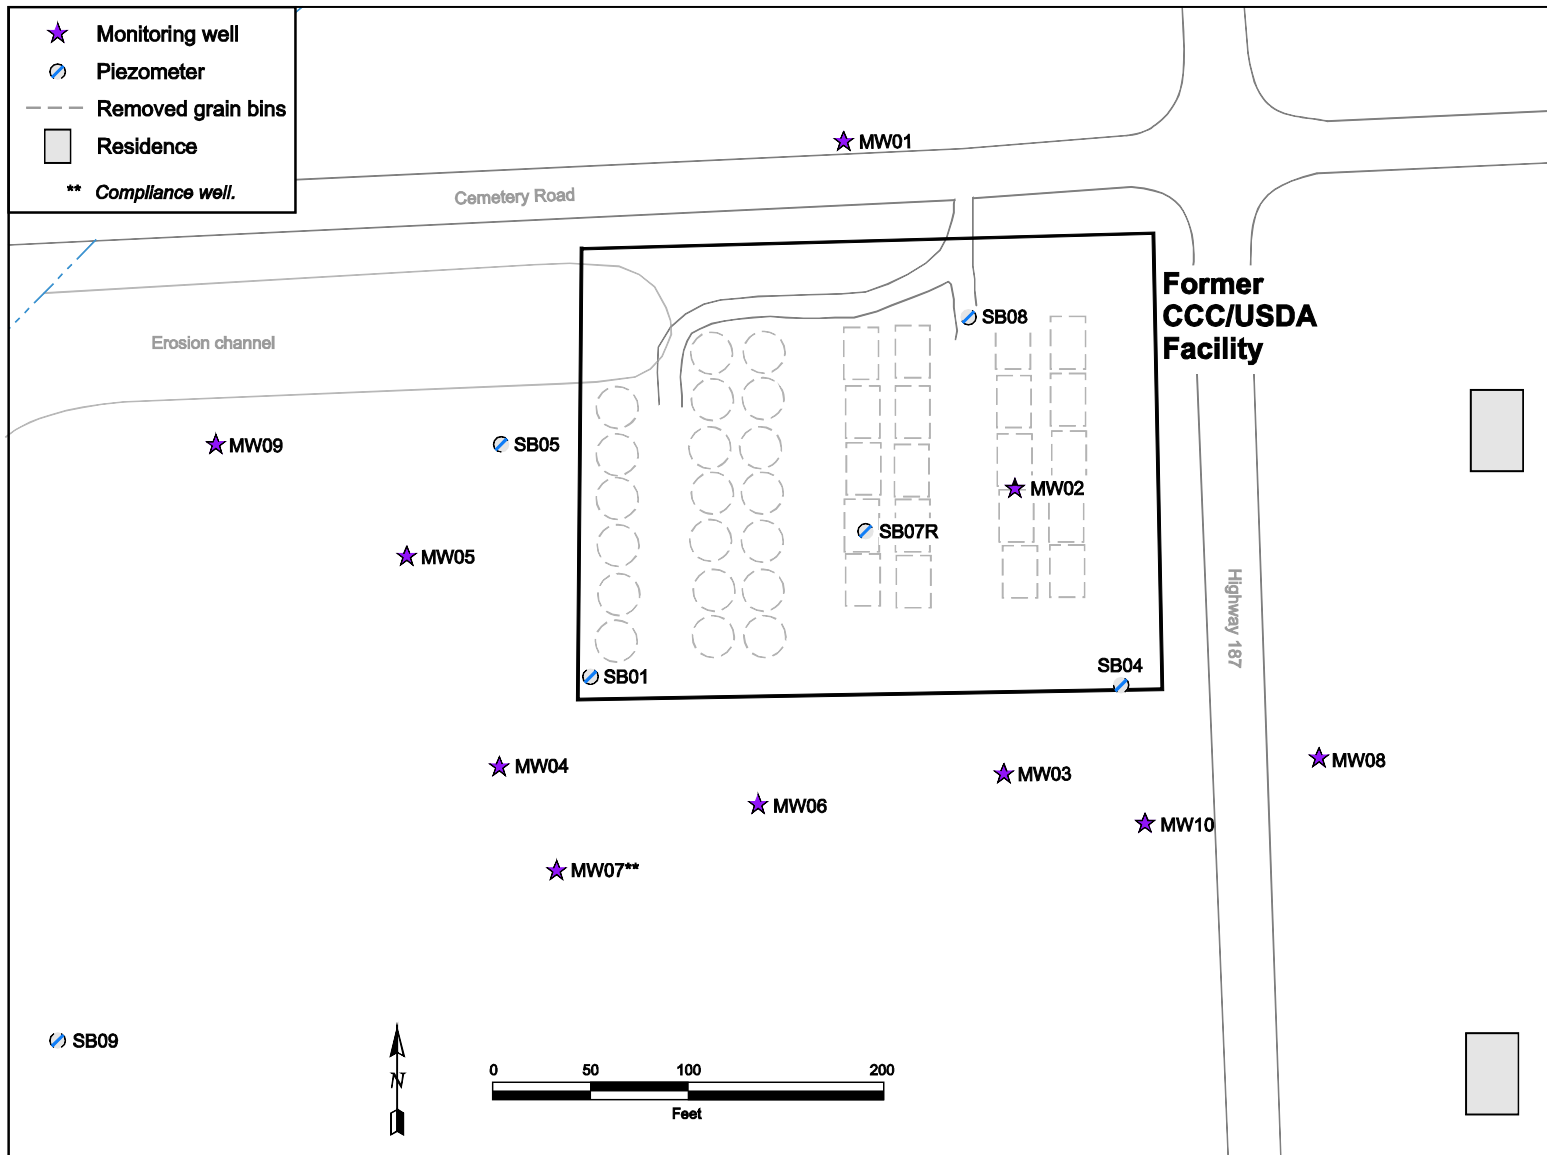 Monitoring well
Piezometer
Removed grain bins
Residence
** Compliance well.
MW01
Cemetery Road
Former
CCC/USDA
Facility
SB08
Erosion channel
MW09
SB05
MW02
SB07R
MW05
Highway 187
SB01
SB04
MW04
MW03
MW08
MW06
MW10
MW07**
SB09
N
0 50 100 200
Feet